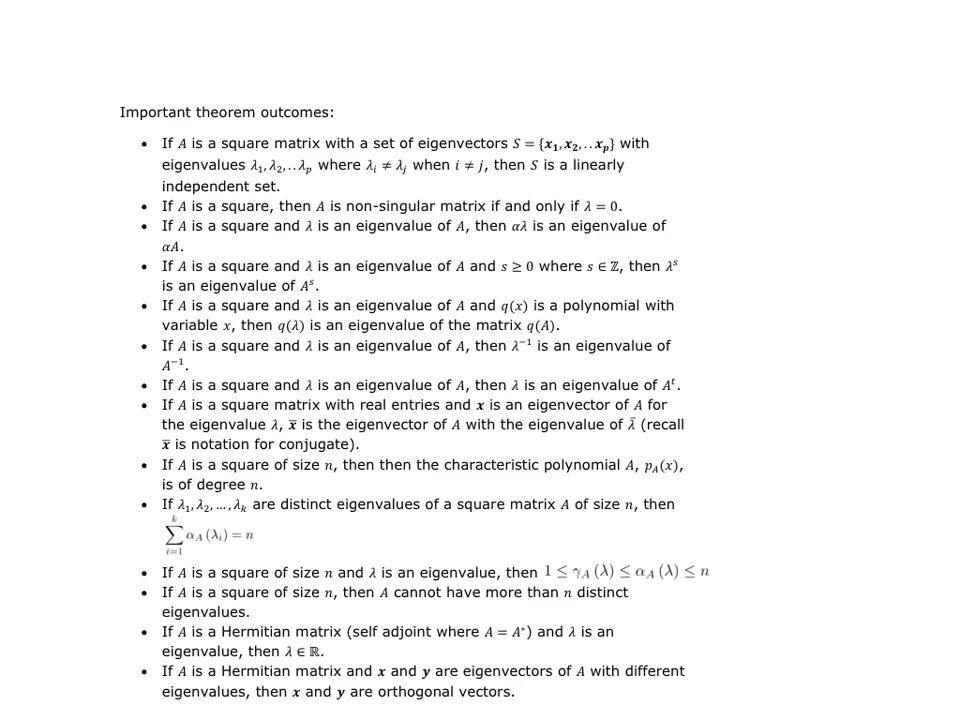 Important theorem outcomes:
• If A is a square matrix with a set of eigenvectors S = {x₁, x₂, . . xₚ} with
eigenvalues λ₁, λ₂, . . λₚ where λᵢ ≠ λⱼ when i ≠ j, then S is a linearly
independent set.
• If A is a square, then A is non-singular matrix if and only if λ = 0.
• If A is a square and λ is an eigenvalue of A, then αλ is an eigenvalue of
αA.
• If A is a square and λ is an eigenvalue of A and s ≥ 0 where s ∈ ℤ, then λˢ
is an eigenvalue of Aˢ.
• If A is a square and λ is an eigenvalue of A and q(x) is a polynomial with
variable x, then q(λ) is an eigenvalue of the matrix q(A).
• If A is a square and λ is an eigenvalue of A, then λ⁻¹ is an eigenvalue of
A⁻¹.
• If A is a square and λ is an eigenvalue of A, then λ is an eigenvalue of Aᵗ.
• If A is a square matrix with real entries and x is an eigenvector of A for
the eigenvalue λ, x̅ is the eigenvector of A with the eigenvalue of λ̅ (recall
x̅ is notation for conjugate).
• If A is a square of size n, then then the characteristic polynomial A, p_A(x),
is of degree n.
• If λ₁, λ₂, … , λₖ are distinct eigenvalues of a square matrix A of size n, then
k
∑ α_A (λᵢ) = n
i=1
• If A is a square of size n and λ is an eigenvalue, then 1 ≤ γ_A (λ) ≤ α_A (λ) ≤ n
• If A is a square of size n, then A cannot have more than n distinct
eigenvalues.
• If A is a Hermitian matrix (self adjoint where A = A*) and λ is an
eigenvalue, then λ ∈ ℝ.
• If A is a Hermitian matrix and x and y are eigenvectors of A with different
eigenvalues, then x and y are orthogonal vectors.